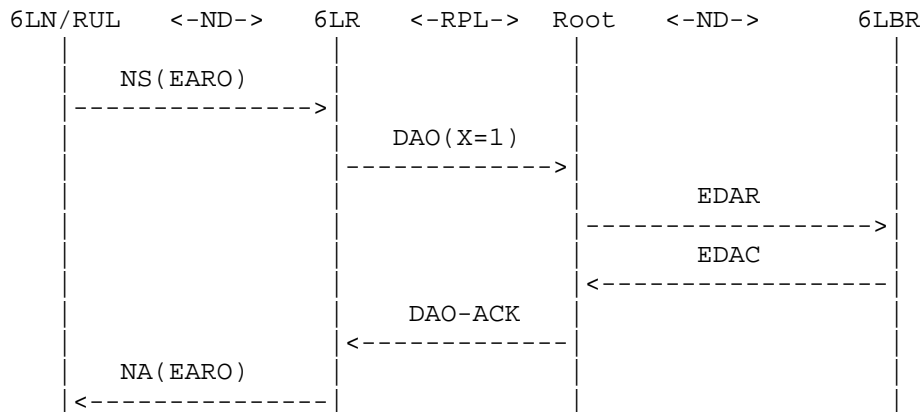 6LN/RUL <-ND-> 6LR <-RPL-> Root <-ND-> 6LBR
NS(EARO)
DAO(X=1)
EDAR
EDAC
DAO-ACK
NA(EARO)